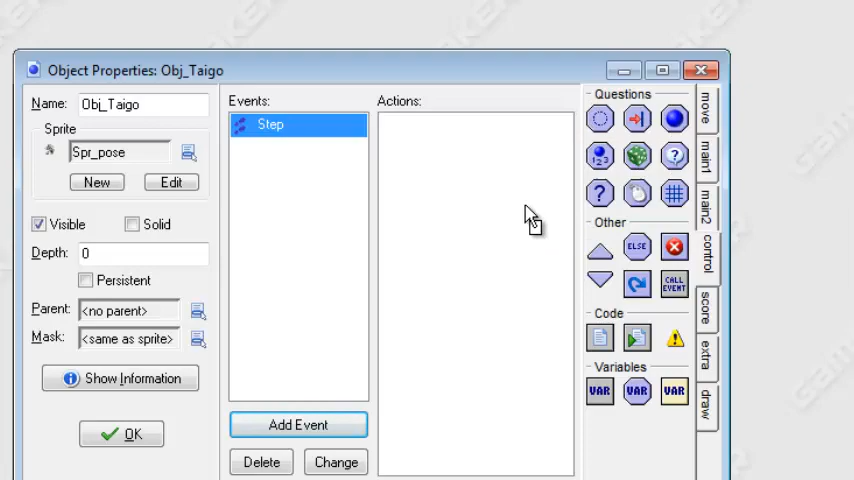 Object Properties: Obj_Taigo
Name: Obj_Taigo
Sprite
Spr_pose
New Edit
Visible Solid
Depth: 0
Persistent
Parent: <no parent>
Mask: <same as sprite>
Show Information
OK
Events:
Step
Add Event
Delete Change
Actions:
Questions
?
Other
ELSE
CALL EVENT
Code
Variables
VAR VAR VAR
move
main1
main2
control
score
extra
draw